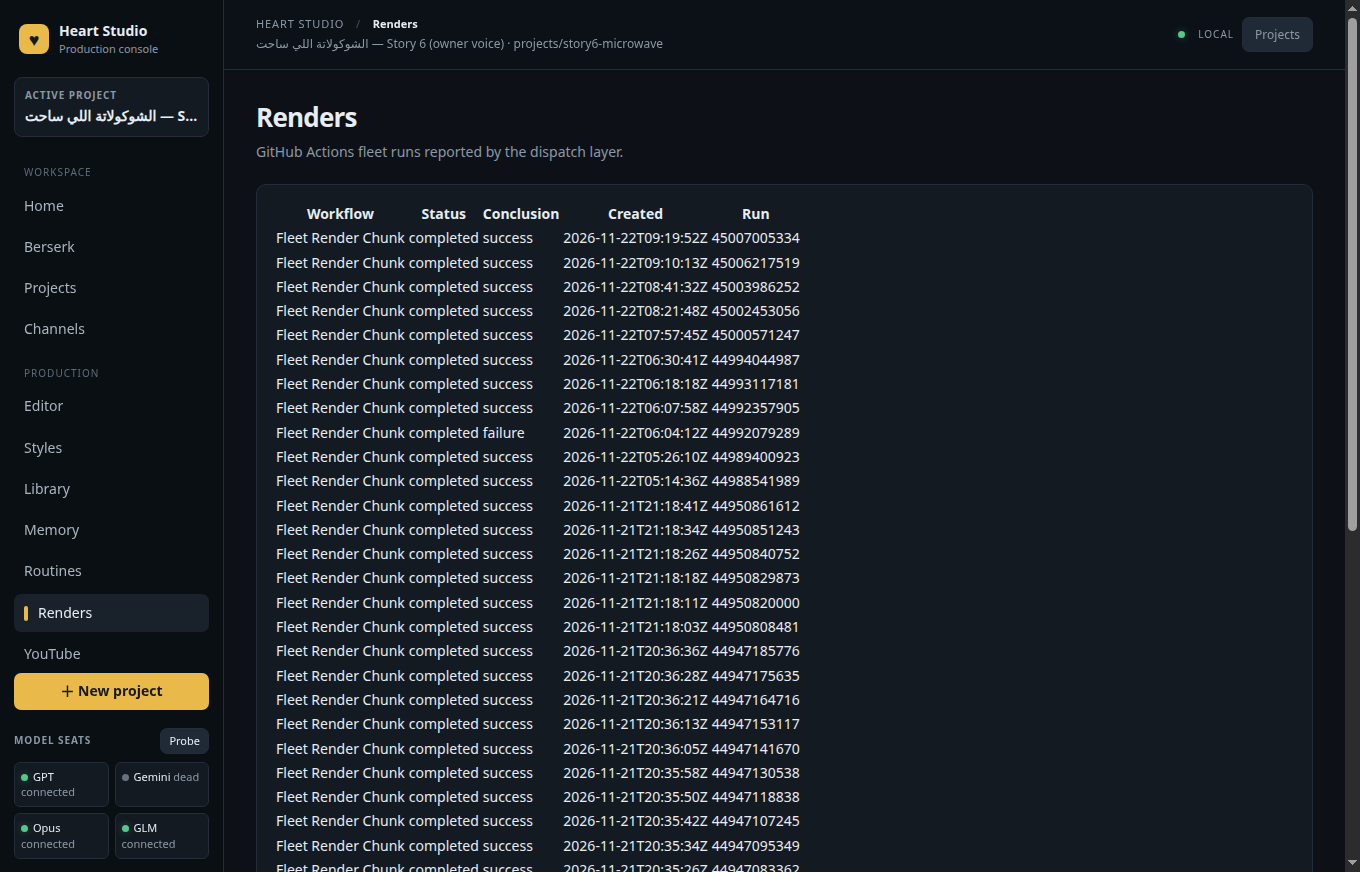 Heart Studio
Production console
ACTIVE PROJECT
الشوكولاتة اللي ساحت — S...
WORKSPACE
Home
Berserk
Projects
Channels
PRODUCTION
Editor
Styles
Library
Memory
Routines
Renders
YouTube
+ New project
MODEL SEATS
Probe
GPT
connected
Gemini dead
Opus
connected
GLM
connected
HEART STUDIO / Renders
الشوكولاتة اللي ساحت — Story 6 (owner voice) · projects/story6-microwave
LOCAL
Projects
Renders
GitHub Actions fleet runs reported by the dispatch layer.
Workflow Status Conclusion Created Run
Fleet Render Chunk completed success 2026-11-22T09:19:52Z 45007005334
Fleet Render Chunk completed success 2026-11-22T09:10:13Z 45006217519
Fleet Render Chunk completed success 2026-11-22T08:41:32Z 45003986252
Fleet Render Chunk completed success 2026-11-22T08:21:48Z 45002453056
Fleet Render Chunk completed success 2026-11-22T07:57:45Z 45000571247
Fleet Render Chunk completed success 2026-11-22T06:30:41Z 44994044987
Fleet Render Chunk completed success 2026-11-22T06:18:18Z 44993117181
Fleet Render Chunk completed success 2026-11-22T06:07:58Z 44992357905
Fleet Render Chunk completed failure 2026-11-22T06:04:12Z 44992079289
Fleet Render Chunk completed success 2026-11-22T05:26:10Z 44989400923
Fleet Render Chunk completed success 2026-11-22T05:14:36Z 44988541989
Fleet Render Chunk completed success 2026-11-21T21:18:41Z 44950861612
Fleet Render Chunk completed success 2026-11-21T21:18:34Z 44950851243
Fleet Render Chunk completed success 2026-11-21T21:18:26Z 44950840752
Fleet Render Chunk completed success 2026-11-21T21:18:18Z 44950829873
Fleet Render Chunk completed success 2026-11-21T21:18:11Z 44950820000
Fleet Render Chunk completed success 2026-11-21T21:18:03Z 44950808481
Fleet Render Chunk completed success 2026-11-21T20:36:36Z 44947185776
Fleet Render Chunk completed success 2026-11-21T20:36:28Z 44947175635
Fleet Render Chunk completed success 2026-11-21T20:36:21Z 44947164716
Fleet Render Chunk completed success 2026-11-21T20:36:13Z 44947153117
Fleet Render Chunk completed success 2026-11-21T20:36:05Z 44947141670
Fleet Render Chunk completed success 2026-11-21T20:35:58Z 44947130538
Fleet Render Chunk completed success 2026-11-21T20:35:50Z 44947118838
Fleet Render Chunk completed success 2026-11-21T20:35:42Z 44947107245
Fleet Render Chunk completed success 2026-11-21T20:35:34Z 44947095349
Fleet Render Chunk completed success 2026-11-21T20:35:26Z 44947083362